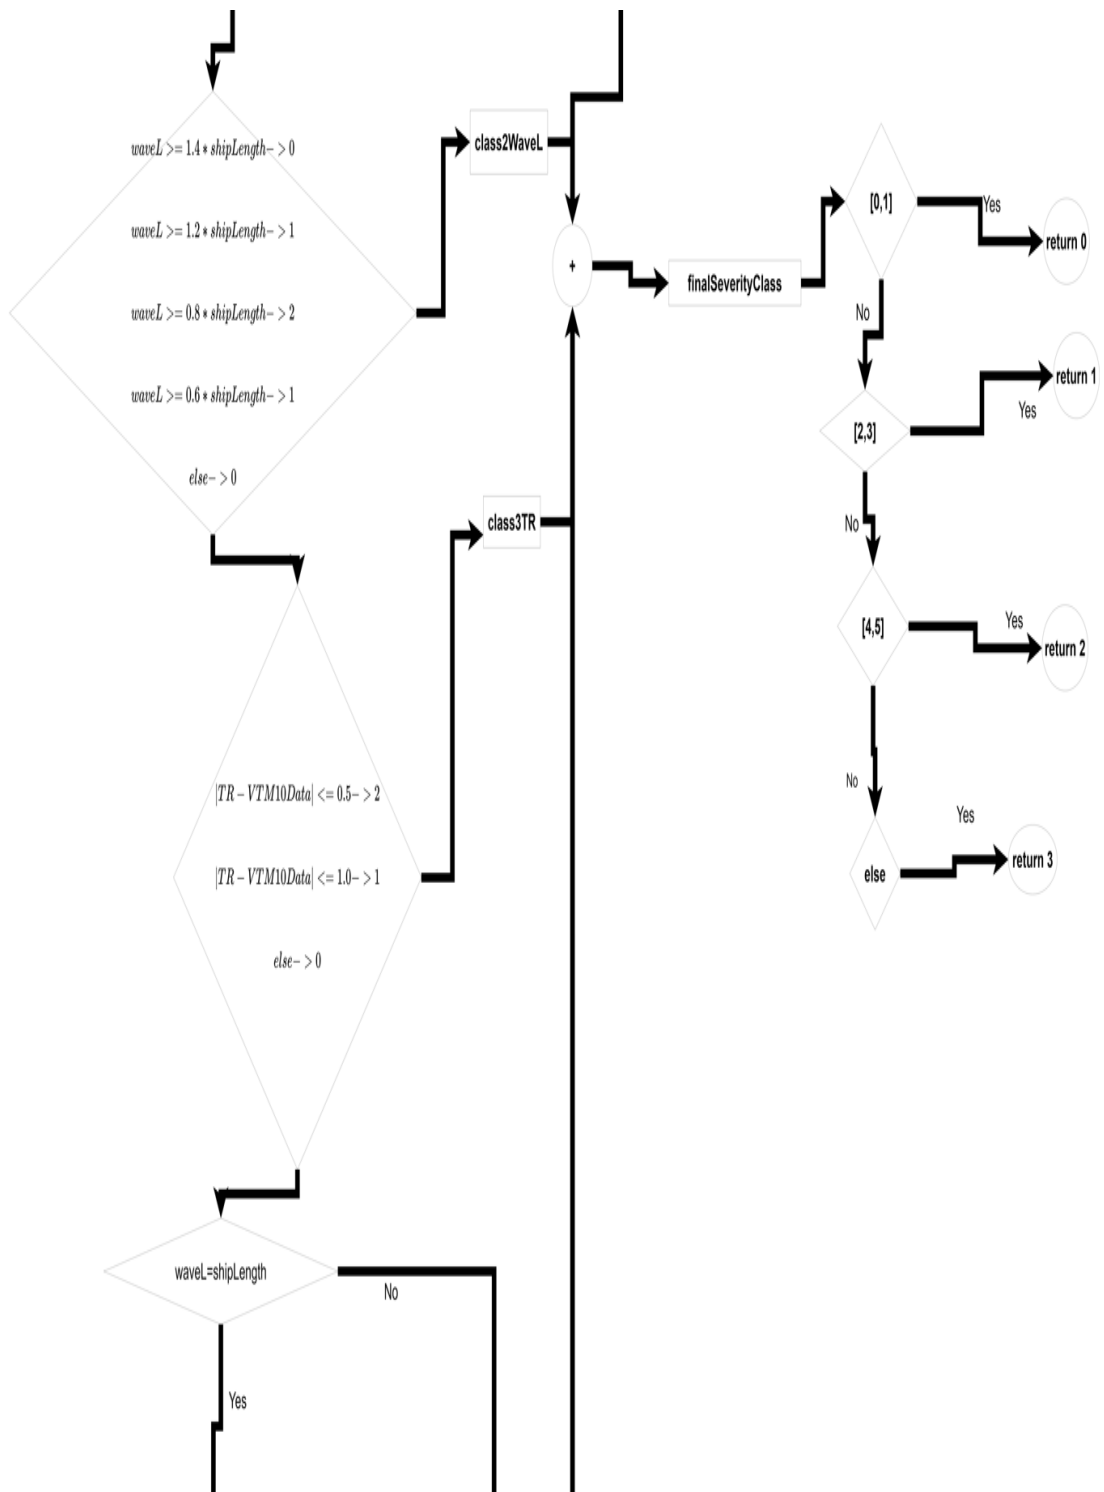 waveL >= 1.4 * shipLength- > 0
waveL >= 1.2 * shipLength- > 1
waveL >= 0.8 * shipLength- > 2
waveL >= 0.6 * shipLength- > 1
else- > 0
class2WaveL
+
finalSeverityClass
[0,1]
Yes
return 0
No
[2,3]
return 1
Yes
No
[4,5]
Yes
return 2
No
else
Yes
return 3
class3TR
|TR - VTM10Data| <= 0.5- > 2
|TR - VTM10Data| <= 1.0- > 1
else- > 0
waveL=shipLength
No
Yes